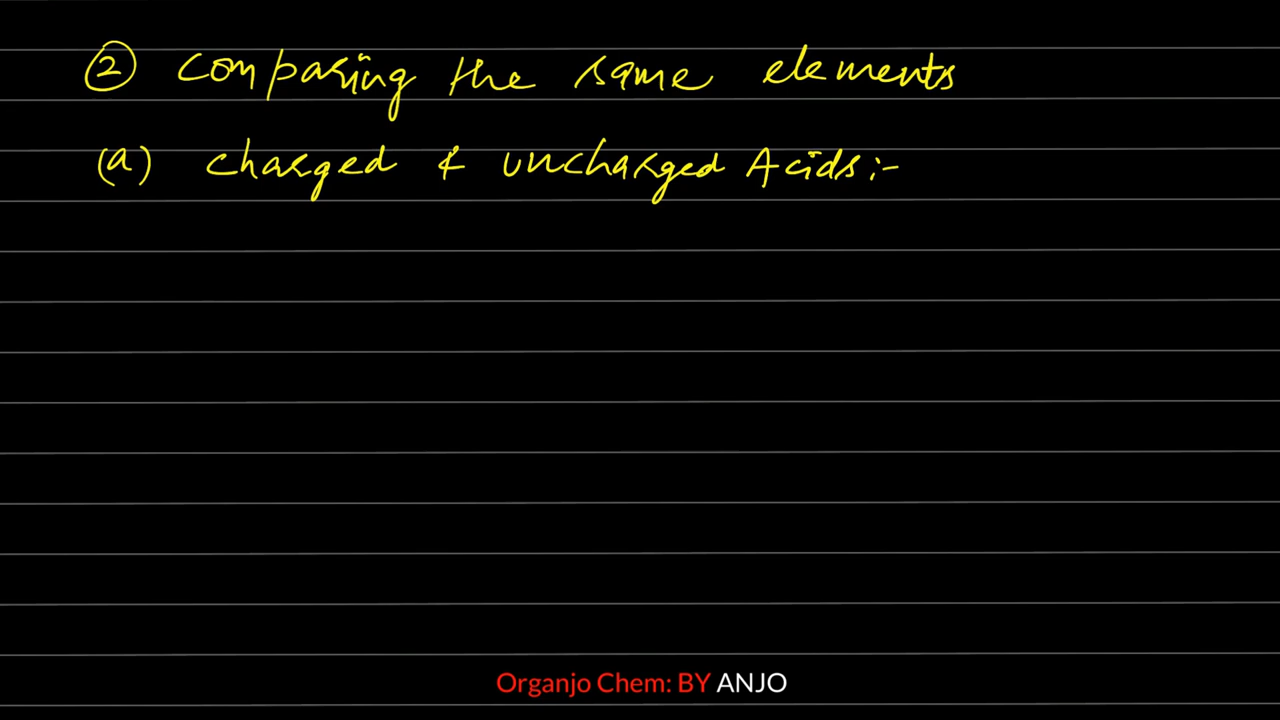 ② Comparing the same elements
(a) charged & uncharged Acids:-
Organjo Chem: BY ANJO